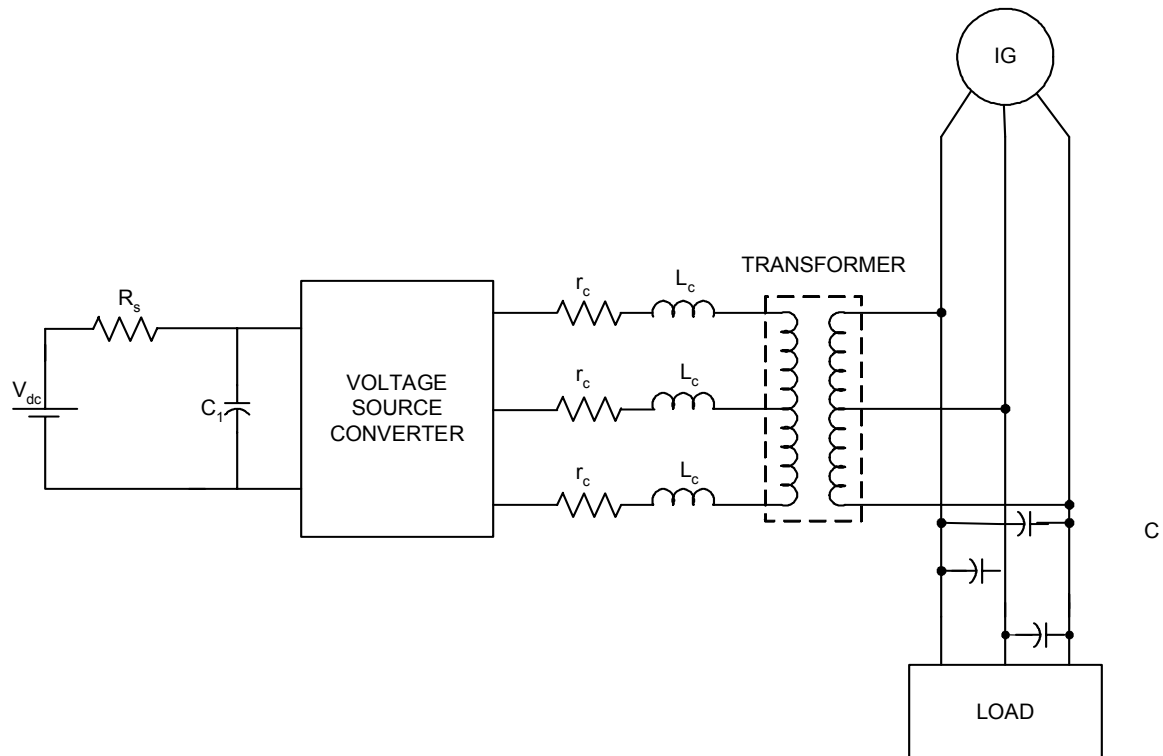 IG
TRANSFORMER
R_s
r_c
L_c
V_dc
C_1
VOLTAGE
SOURCE
CONVERTER
r_c
L_c
r_c
L_c
C
LOAD